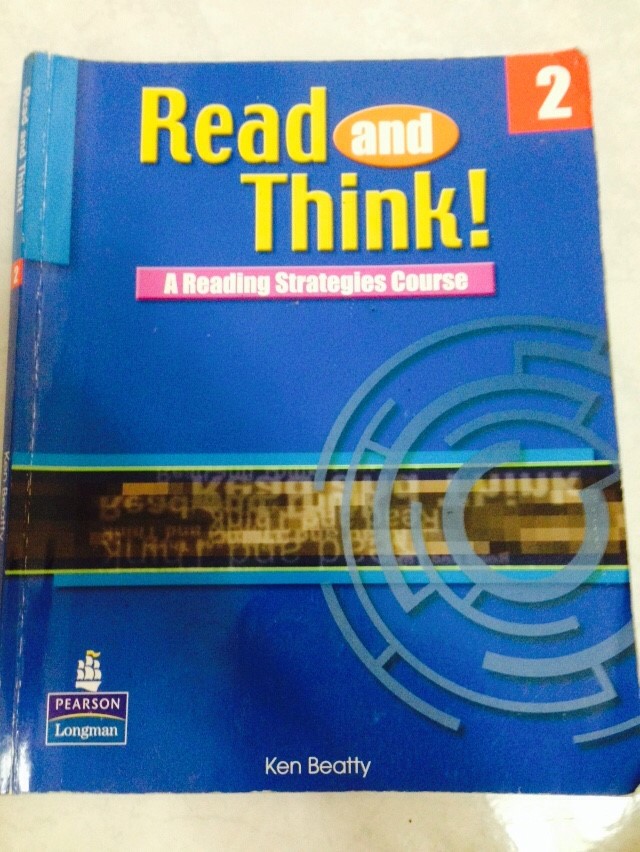 2
Read and
Think!
A Reading Strategies Course
PEARSON
Longman
Ken Beatty
Read and Think!
2
Ken Beatty